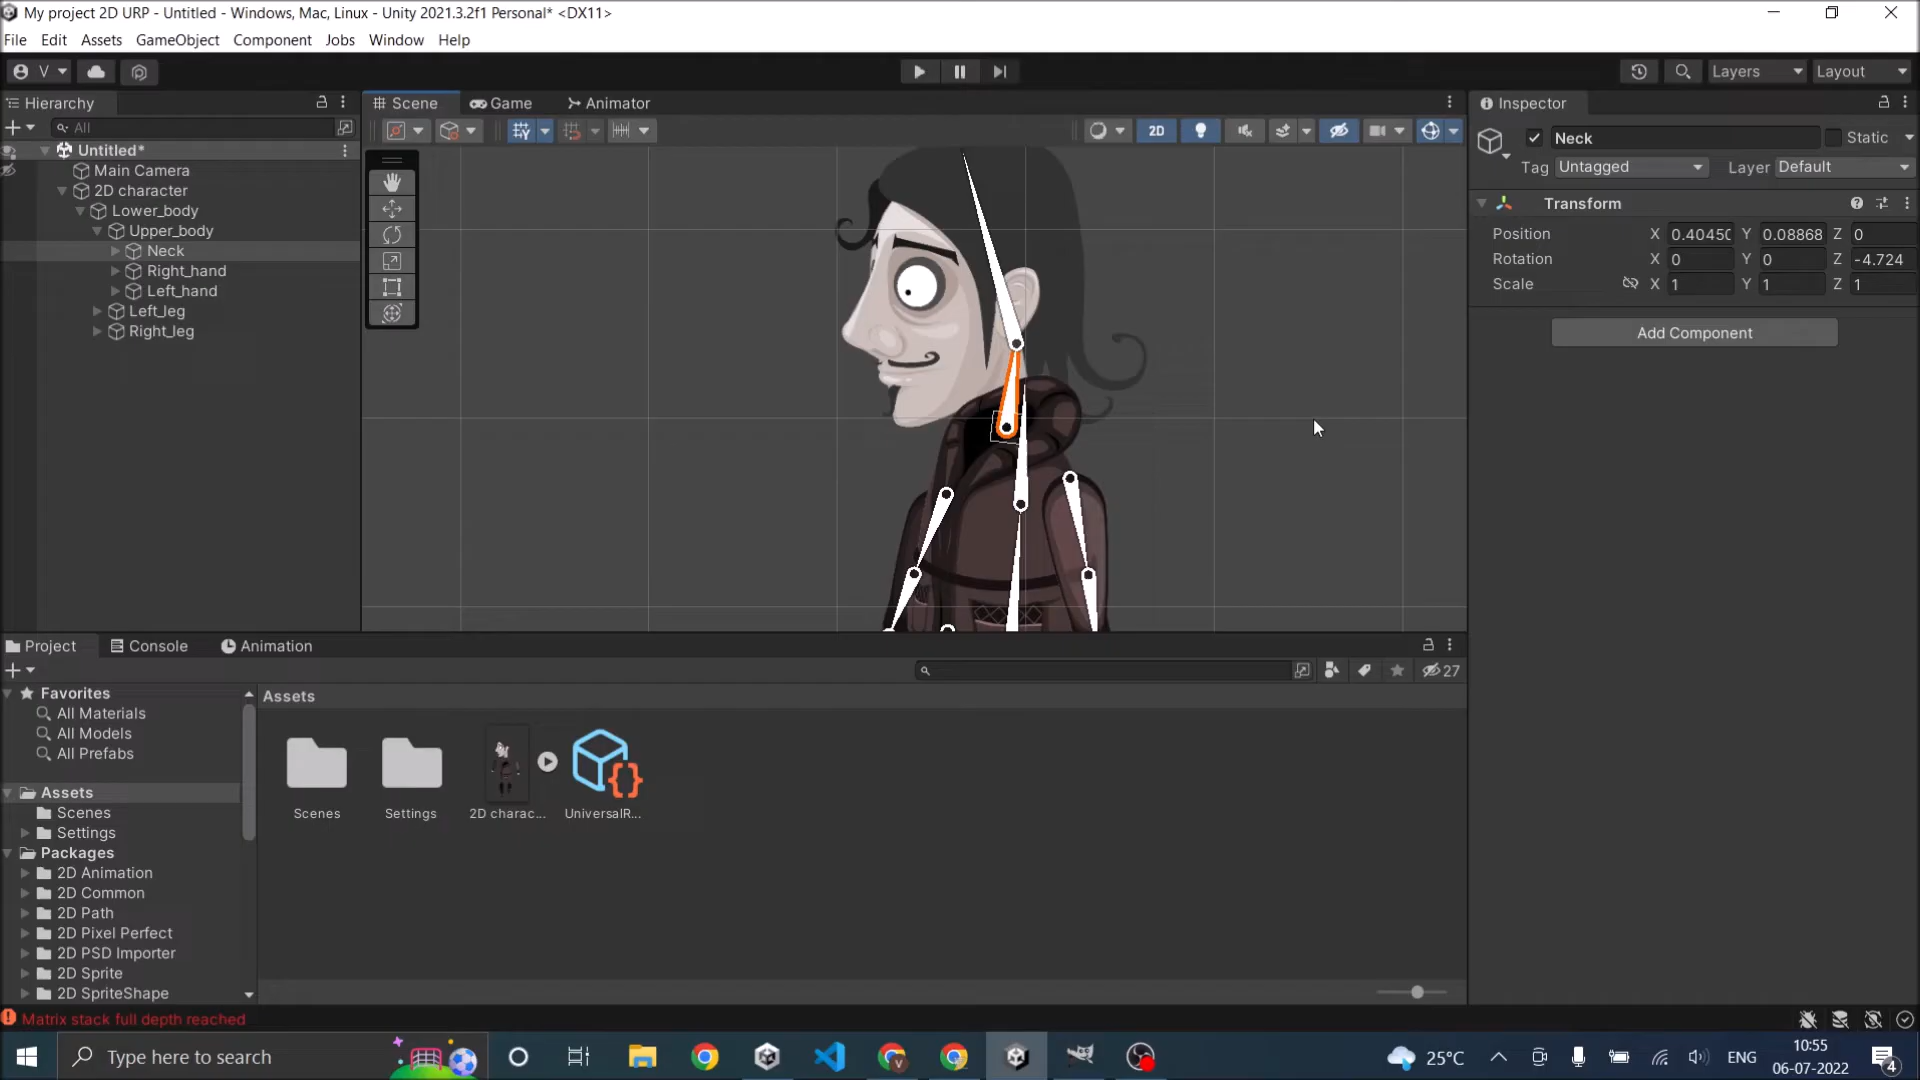 My project 2D URP - Untitled - Windows, Mac, Linux - Unity 2021.3.2f1 Personal* <DX11>
File Edit Assets GameObject Component Jobs Window Help
V Layers Layout
Hierarchy
All
Untitled*
Main Camera
2D character
Lower_body
Upper_body
Neck
Right_hand
Left_hand
Left_leg
Right_leg
Scene Game Animator
2D
Inspector
Neck Static
Tag Untagged Layer Default
Transform
Position X 0.4045 Y 0.08868 Z 0
Rotation X 0 Y 0 Z -4.724
Scale X 1 Y 1 Z 1
Add Component
Project Console Animation
27
Favorites
All Materials
All Models
All Prefabs
Assets
Scenes
Settings
Packages
2D Animation
2D Common
2D Path
2D Pixel Perfect
2D PSD Importer
2D Sprite
2D SpriteShape
Assets
Scenes Settings 2D charac... UniversalR...
Matrix stack full depth reached
Type here to search
25°C ENG
10:55
06-07-2022
4